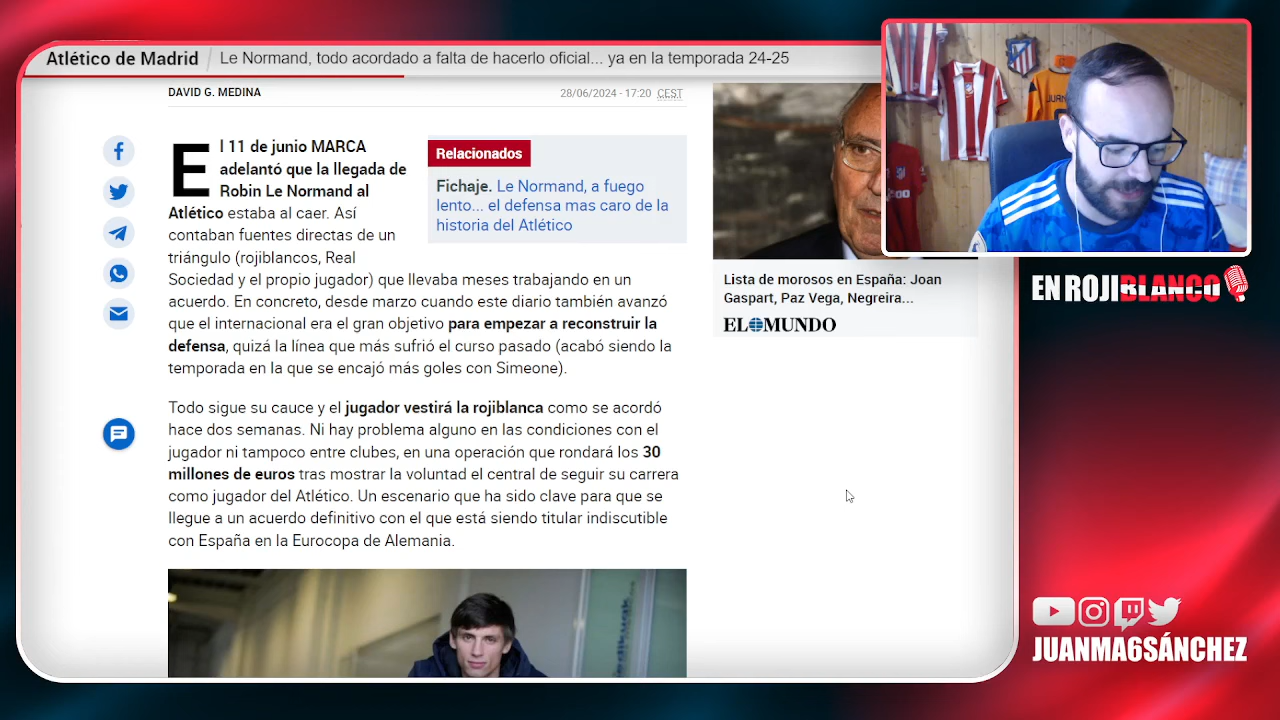 Atlético de Madrid
Le Normand, todo acordado a falta de hacerlo oficial... ya en la temporada 24-25
DAVID G. MEDINA
28/06/2024 - 17:20 CEST
El 11 de junio MARCA
adelantó que la llegada de
Robin Le Normand al
Atlético estaba al caer. Así
contaban fuentes directas de un
triángulo (rojiblancos, Real
Sociedad y el propio jugador) que llevaba meses trabajando en un
acuerdo. En concreto, desde marzo cuando este diario también avanzó
que el internacional era el gran objetivo para empezar a reconstruir la
defensa, quizá la línea que más sufrió el curso pasado (acabó siendo la
temporada en la que se encajó más goles con Simeone).
Relacionados
Fichaje. Le Normand, a fuego
lento... el defensa mas caro de la
historia del Atlético
Todo sigue su cauce y el jugador vestirá la rojiblanca como se acordó
hace dos semanas. Ni hay problema alguno en las condiciones con el
jugador ni tampoco entre clubes, en una operación que rondará los 30
millones de euros tras mostrar la voluntad el central de seguir su carrera
como jugador del Atlético. Un escenario que ha sido clave para que se
llegue a un acuerdo definitivo con el que está siendo titular indiscutible
con España en la Eurocopa de Alemania.
Lista de morosos en España: Joan
Gaspart, Paz Vega, Negreira...
EL MUNDO
EN ROJIBLANCO
JUANMA6SÁNCHEZ